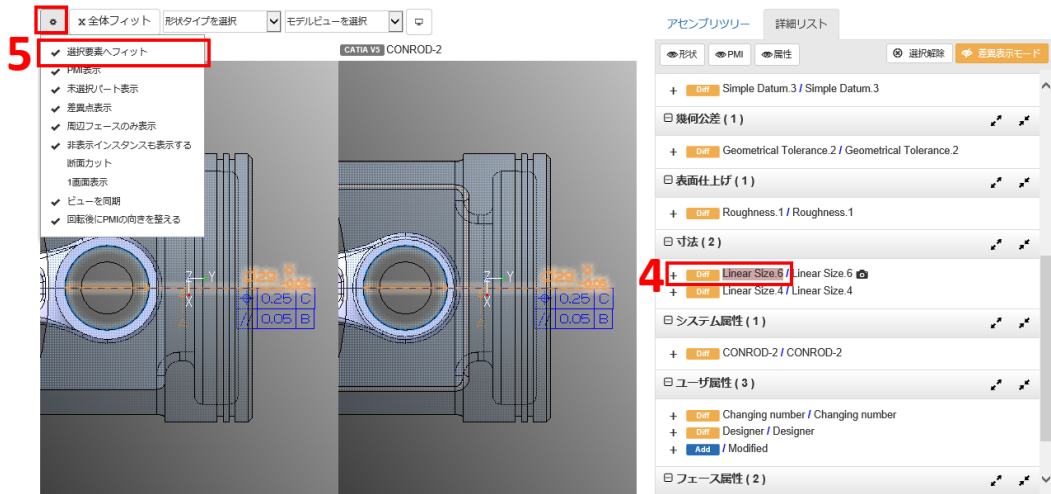 5
x 全体フィット
形状タイプを選択
モデルビューを選択
選択要素へフィット
PMI表示
未選択パート表示
差異点表示
周辺フェースのみ表示
非表示インスタンスも表示する
断面カット
1画面表示
ビューを同期
回転後にPMIの向きを整える
CATIA V5 CONROD-2
Z Y
X
0.25 C
// 0.05 B
Z Y
X
0.25 C
// 0.05 B
アセンブリツリー 詳細リスト
形状 PMI 属性 選択解除 差異表示モード
+ Diff Simple Datum.3 / Simple Datum.3
幾何公差 ( 1 )
+ Diff Geometrical Tolerance.2 / Geometrical Tolerance.2
表面仕上げ ( 1 )
+ Diff Roughness.1 / Roughness.1
寸法 ( 2 )
4
+ Diff Linear Size.6 / Linear Size.6
+ Diff Linear Size.4 / Linear Size.4
システム属性 ( 1 )
+ Diff CONROD-2 / CONROD-2
ユーザ属性 ( 3 )
+ Diff Changing number / Changing number
+ Diff Designer / Designer
+ Add / Modified
フェース属性 ( 2 )